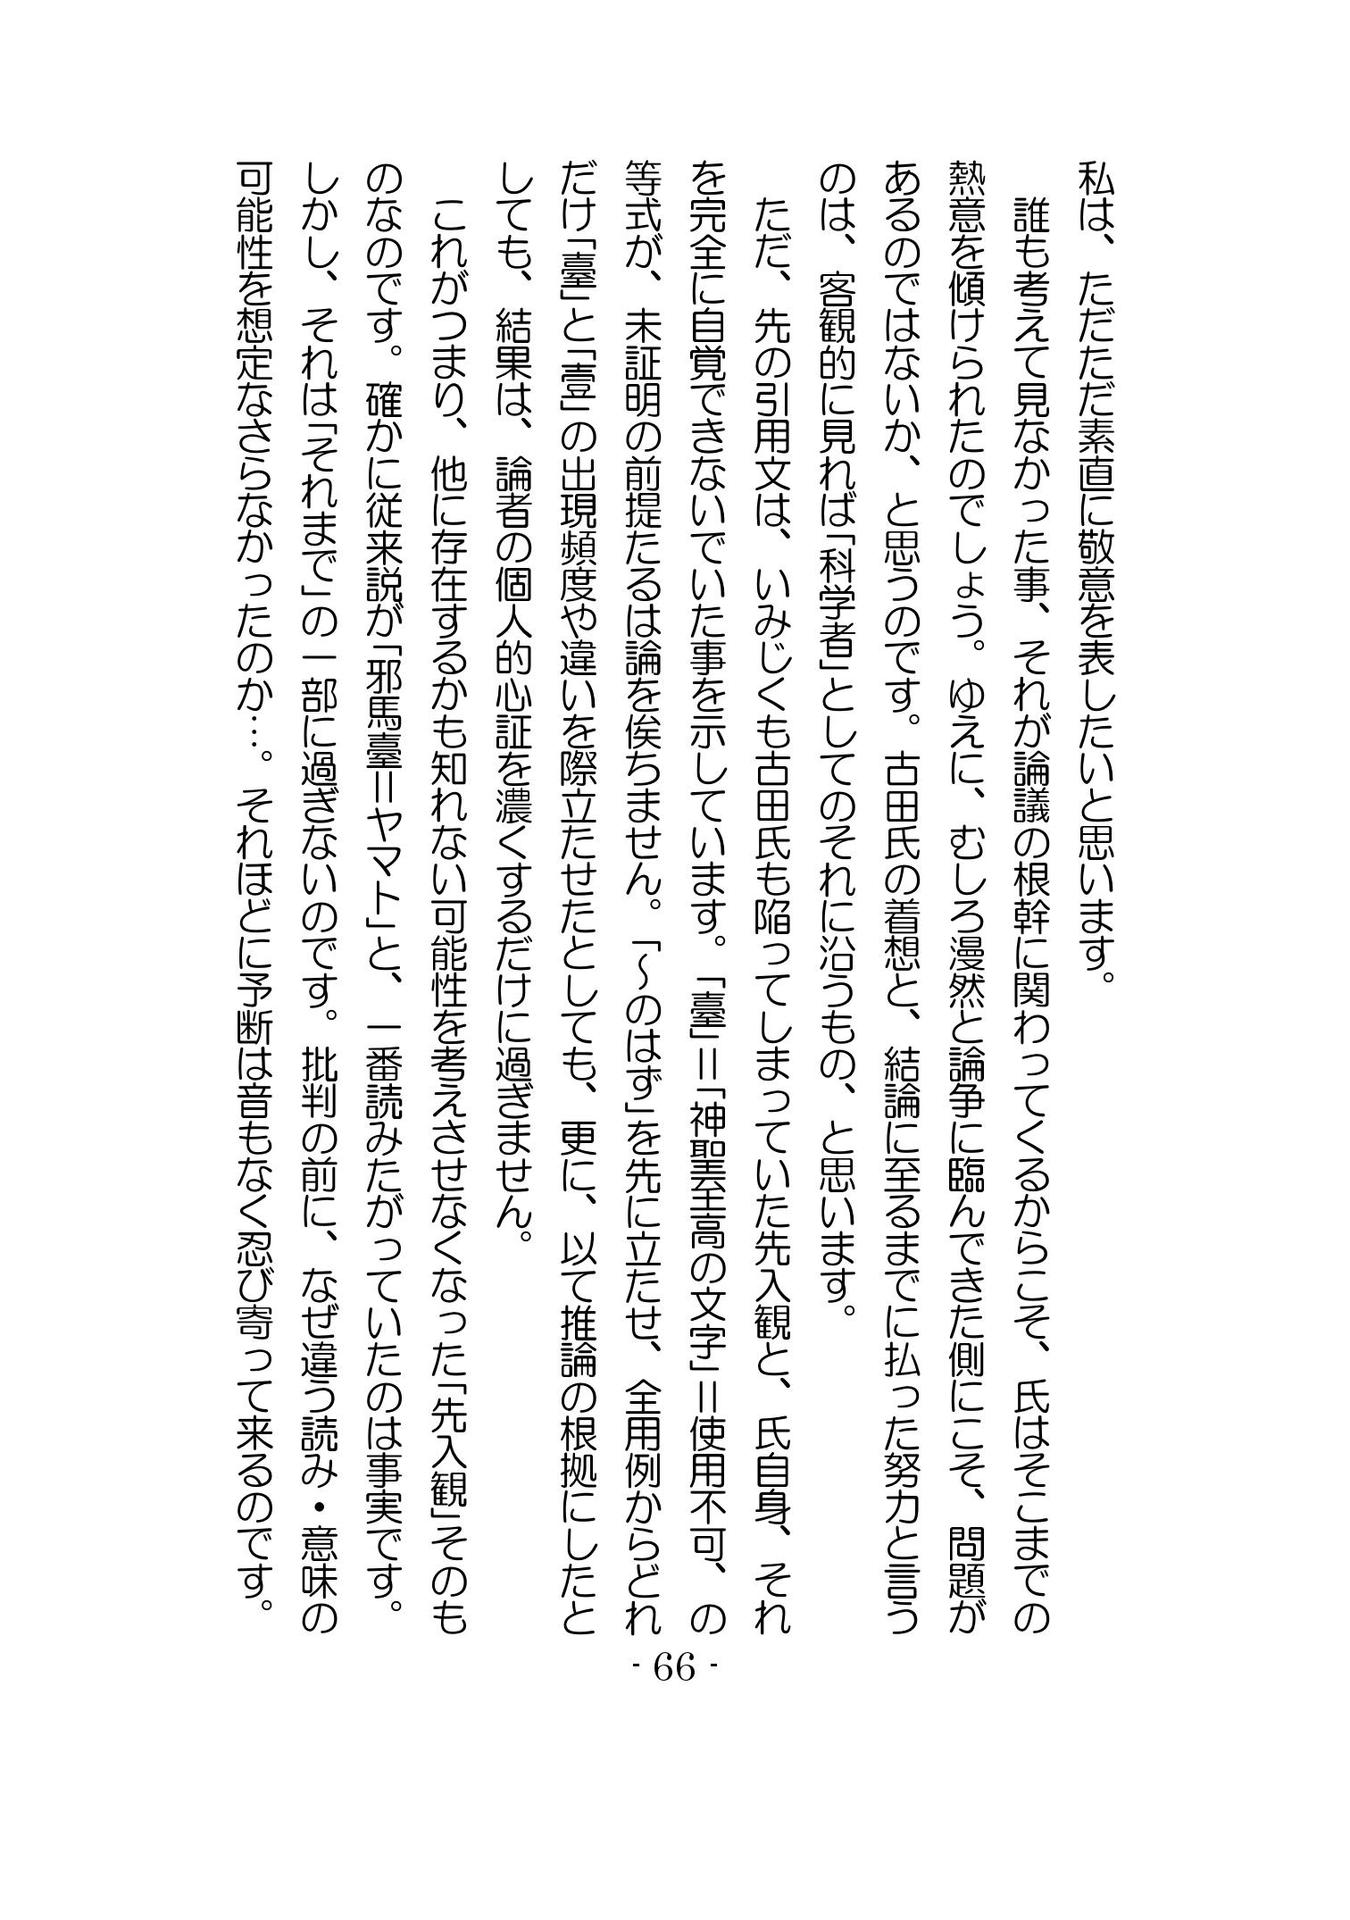 私は、ただただ素直に敬意を表したいと思います。
　誰も考えて見なかった事、それが論議の根幹に関わってくるからこそ、氏はそこまでの
熱意を傾けられたのでしょう。ゆえに、むしろ漫然と論争に臨んできた側にこそ、問題が
あるのではないか、と思うのです。古田氏の着想と、結論に至るまでに払った努力と言う
のは、客観的に見れば「科学者」としてのそれに沿うもの、と思います。
　ただ、先の引用文は、いみじくも古田氏も陥ってしまっていた先入観と、氏自身、それ
を完全に自覚できないでいた事を示しています。「臺」＝「神聖至高の文字」＝使用不可、の
等式が、未証明の前提たるは論を俟ちません。「～のはず」を先に立たせ、全用例からどれ
だけ「臺」と「壹」の出現頻度や違いを際立たせたとしても、更に、以て推論の根拠にしたと
しても、結果は、論者の個人的心証を濃くするだけに過ぎません。
　これがつまり、他に存在するかも知れない可能性を考えさせなくなった「先入観」そのも
のなのです。確かに従来説が「邪馬臺＝ヤマト」と、一番読みたがっていたのは事実です。
しかし、それは「それまで」の一部に過ぎないのです。批判の前に、なぜ違う読み・意味の
可能性を想定なさらなかったのか…。それほどに予断は音もなく忍び寄って来るのです。
- 66 -